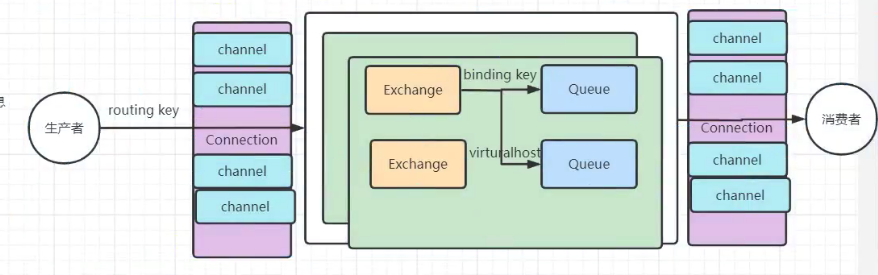 息
生产者
routing key
channel
channel
Connection
channel
channel
Exchange
binding key
Queue
Exchange
virturalhost
Queue
channel
channel
Connection
channel
channel
消费者